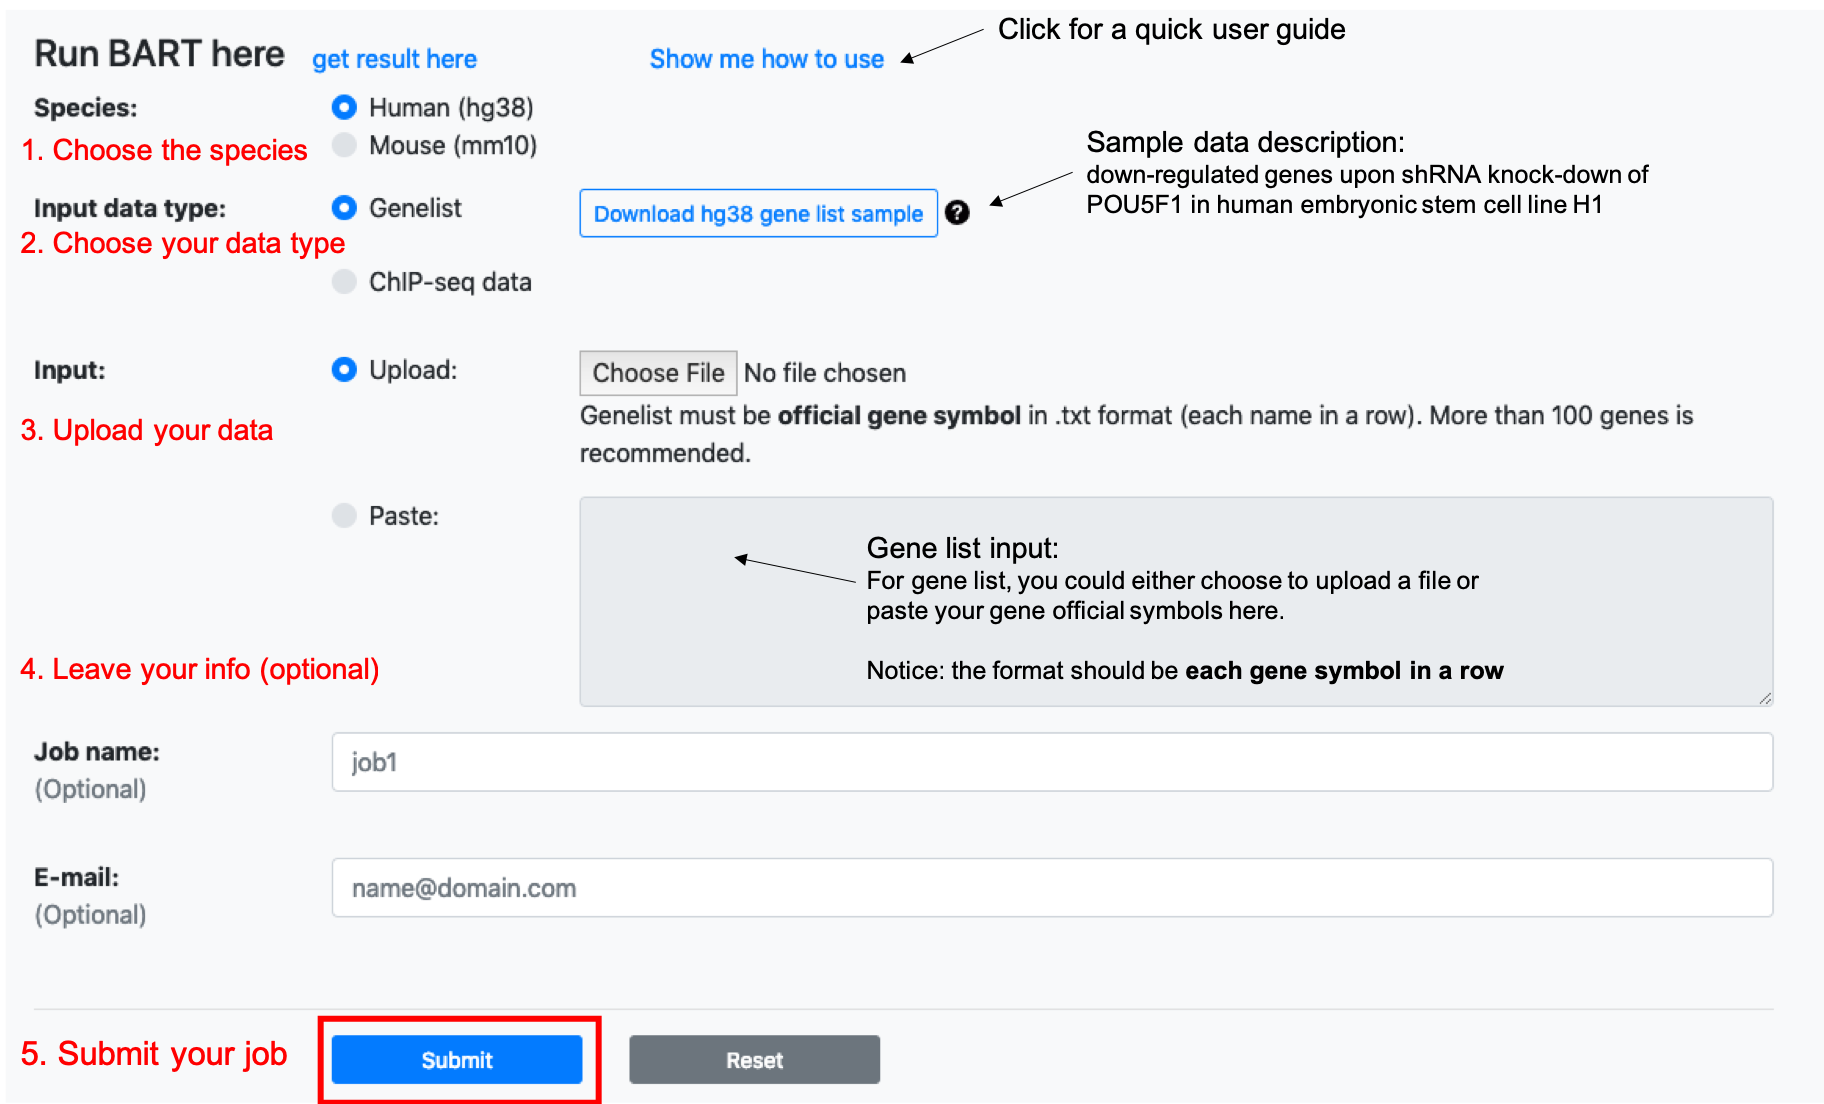 Run BART here get result here Show me how to use Click for a quick user guide
Species: Human (hg38)
1. Choose the species Mouse (mm10)
Sample data description:
down-regulated genes upon shRNA knock-down of
POU5F1 in human embryonic stem cell line H1
Input data type: Genelist Download hg38 gene list sample ?
2. Choose your data type
ChIP-seq data
Input: Upload: Choose File No file chosen
Genelist must be official gene symbol in .txt format (each name in a row). More than 100 genes is
recommended.
3. Upload your data
Paste:
Gene list input:
For gene list, you could either choose to upload a file or
paste your gene official symbols here.
Notice: the format should be each gene symbol in a row
4. Leave your info (optional)
Job name: job1
(Optional)
E-mail: name@domain.com
(Optional)
5. Submit your job Submit Reset